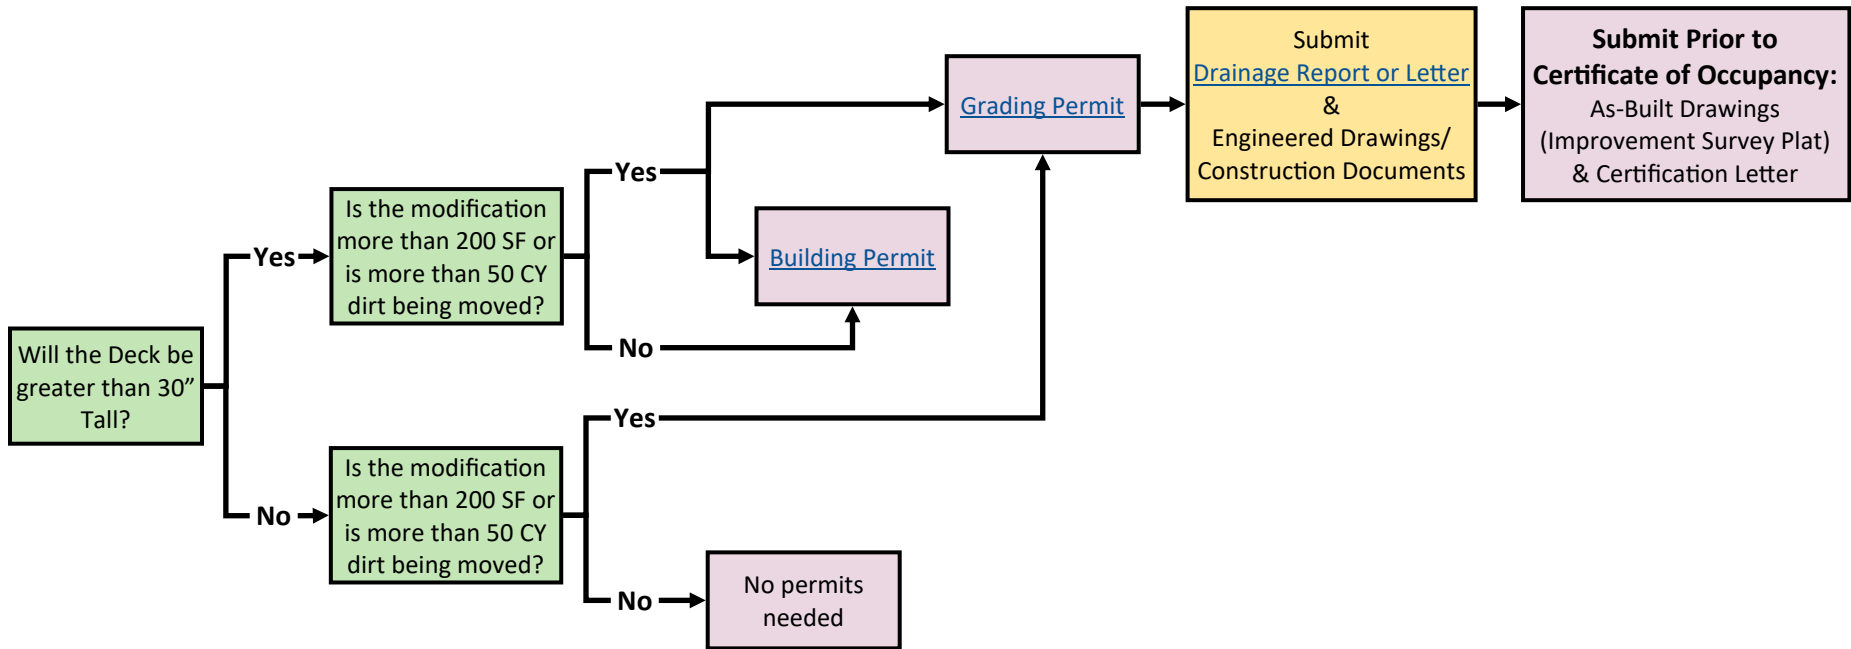 Will the Deck be
greater than 30”
Tall?
Yes
No
Is the modification
more than 200 SF or
is more than 50 CY
dirt being moved?
Yes
No
Is the modification
more than 200 SF or
is more than 50 CY
dirt being moved?
Yes
No
Building Permit
No permits
needed
Grading Permit
Submit
Drainage Report or Letter
&
Engineered Drawings/
Construction Documents
Submit Prior to
Certificate of Occupancy:
As-Built Drawings
(Improvement Survey Plat)
& Certification Letter